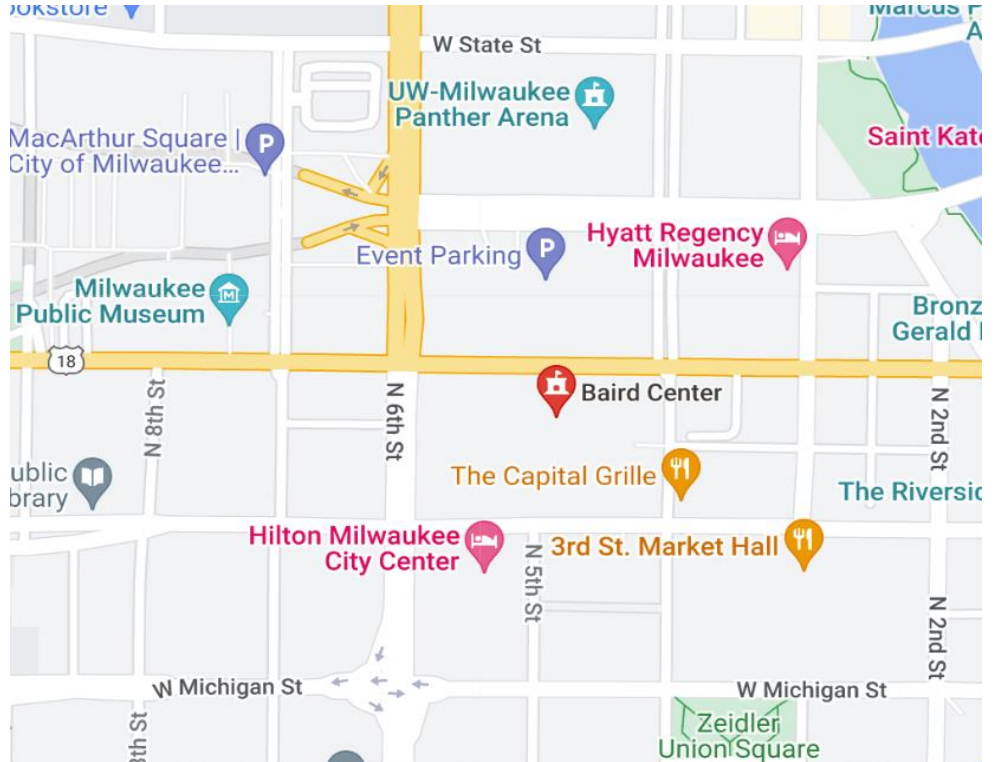 W State St
UW-Milwaukee
Panther Arena
MacArthur Square |
City of Milwaukee...
P
Saint Kat
Hyatt Regency
Milwaukee
Event Parking
P
Milwaukee
Public Museum
M
Bronz
Gerald
18
Baird Center
N 8th St
N 6th St
N 2nd St
The Capital Grille
The Riversid
Hilton Milwaukee
City Center
3rd St. Market Hall
N 5th St
N 2nd St
W Michigan St
W Michigan St
Zeidler
Union Square